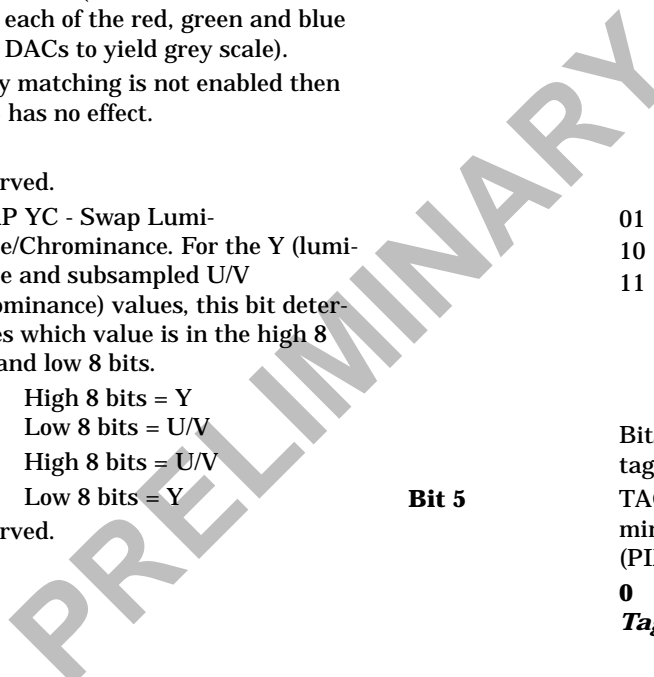 each of the red, green and blue
DACs to yield grey scale).
y matching is not enabled then
has no effect.
rved.
AP YC - Swap Lumi-
e/Chrominance. For the Y (lumi-
e and subsampled U/V
ominance) values, this bit deter-
es which value is in the high 8
and low 8 bits.
High 8 bits = Y
Low 8 bits = U/V
High 8 bits = U/V
Low 8 bits = Y
rved.
Bit 5
01
10
11
Bit
tag
TAG
min
(PI
0
Tag
PRELIMINARY